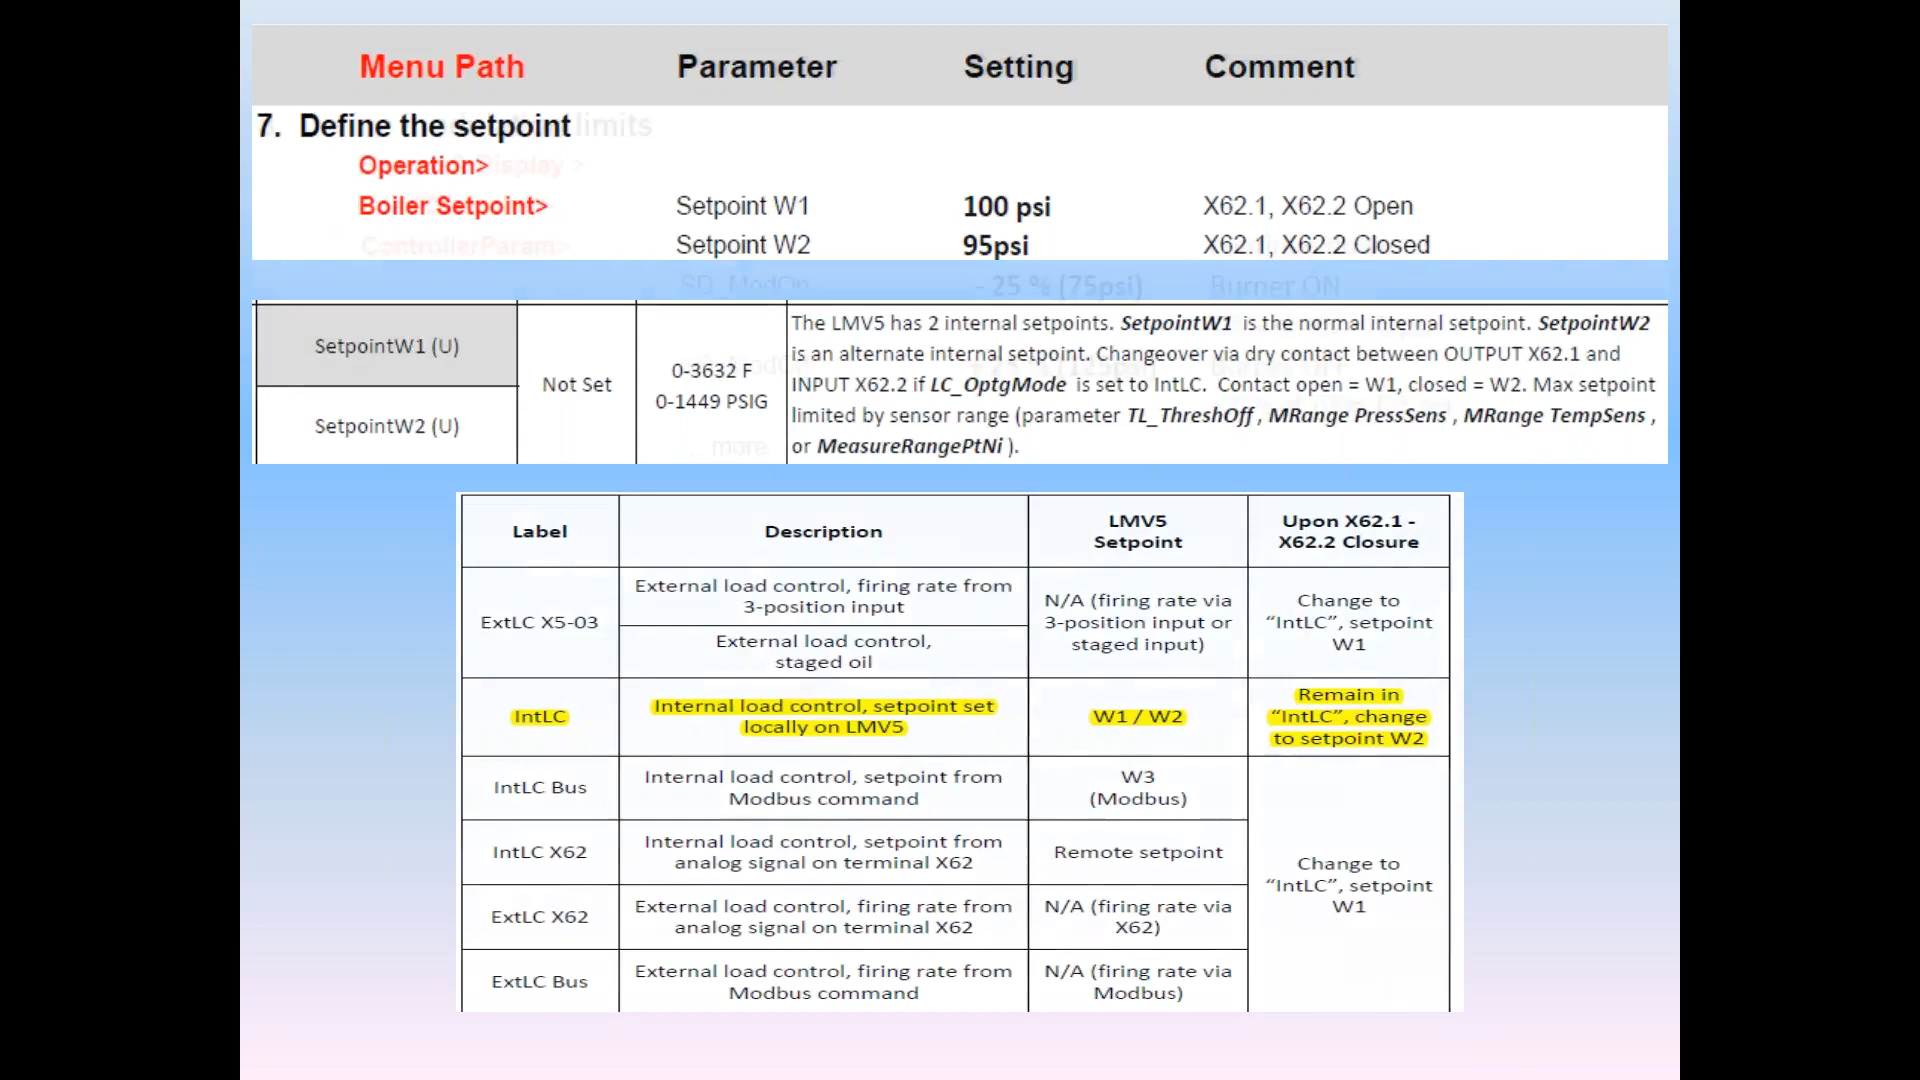 Menu Path Parameter Setting Comment
7. Define the setpoint limits
Operation> Display >
Boiler Setpoint> Setpoint W1 100 psi X62.1, X62.2 Open
ControllerParam> Setpoint W2 95psi X62.1, X62.2 Closed
SD_ModOn - 25 % (75psi) Burner ON
SetpointW1 (U)
SetpointW2 (U)
Not Set
0-3632 F
0-1449 PSIG
... more
The LMV5 has 2 internal setpoints. SetpointW1 is the normal internal setpoint. SetpointW2
is an alternate internal setpoint. Changeover via dry contact between OUTPUT X62.1 and
INPUT X62.2 if LC_OptgMode is set to IntLC. Contact open = W1, closed = W2. Max setpoint
limited by sensor range (parameter TL_ThreshOff, MRange PressSens, MRange TempSens,
or MeasureRangePtNi).
Label
Description
LMV5
Setpoint
Upon X62.1 -
X62.2 Closure
ExtLC X5-03
External load control, firing rate from
3-position input
External load control,
staged oil
N/A (firing rate via
3-position input or
staged input)
Change to
“IntLC”, setpoint
W1
IntLC
Internal load control, setpoint set
locally on LMV5
W1 / W2
Remain in
“IntLC”, change
to setpoint W2
IntLC Bus
Internal load control, setpoint from
Modbus command
W3
(Modbus)
IntLC X62
Internal load control, setpoint from
analog signal on terminal X62
Remote setpoint
ExtLC X62
External load control, firing rate from
analog signal on terminal X62
N/A (firing rate via
X62)
ExtLC Bus
External load control, firing rate from
Modbus command
N/A (firing rate via
Modbus)
Change to
“IntLC”, setpoint
W1